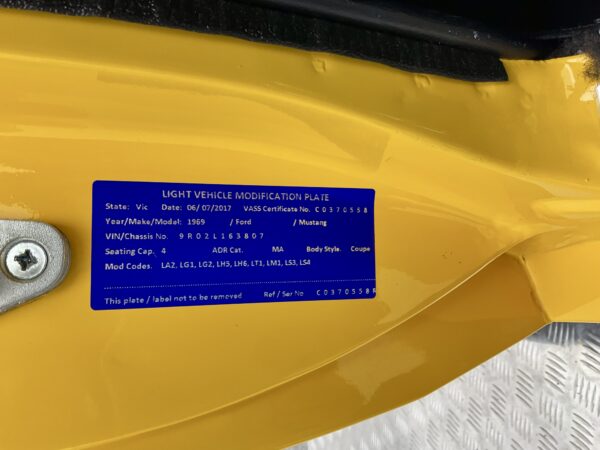 LIGHT VEHICLE MODIFICATION PLATE
State: Vic Date: 06/07/2017 VASS Certificate No. C0370558
Year/Make/Model: 1969 / Ford / Mustang
VIN/Chassis No. 9R02L163807
Seating Cap. 4 ADR Cat. MA Body Style. Coupe
Mod Codes. LA2, LG1, LG2, LH5, LH6, LT1, LM1, LS3, LS4
This plate / label not to be removed Ref / Ser No C0370558R